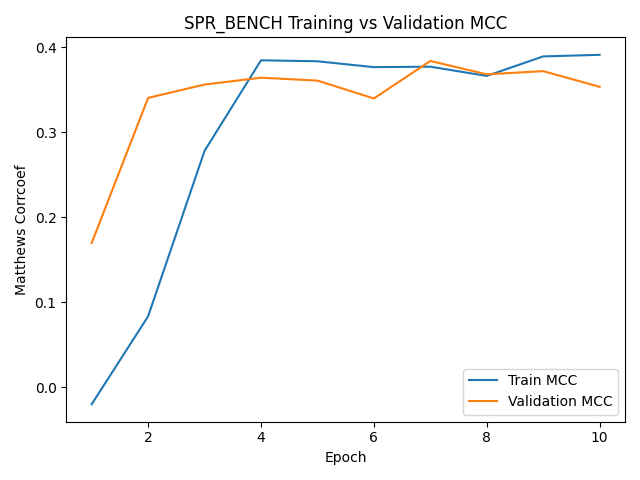 SPR_BENCH Training vs Validation MCC
Matthews Corrcoef
0.4
0.3
0.2
0.1
0.0
Train MCC
Validation MCC
2
4
6
8
10
Epoch